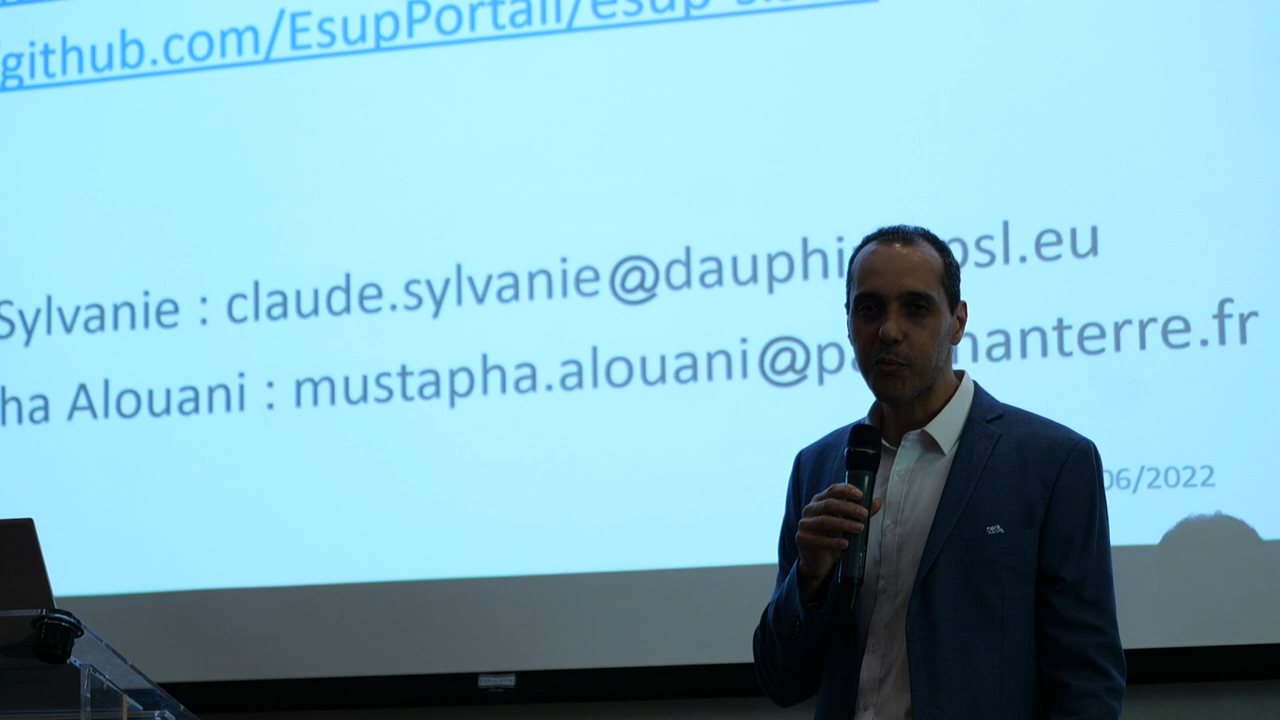 github.com/EsupPortail/esup-s
Sylvanie : claude.sylvanie@dauphi psl.eu
ha Alouani : mustapha.alouani@pa nanterre.fr
06/2022